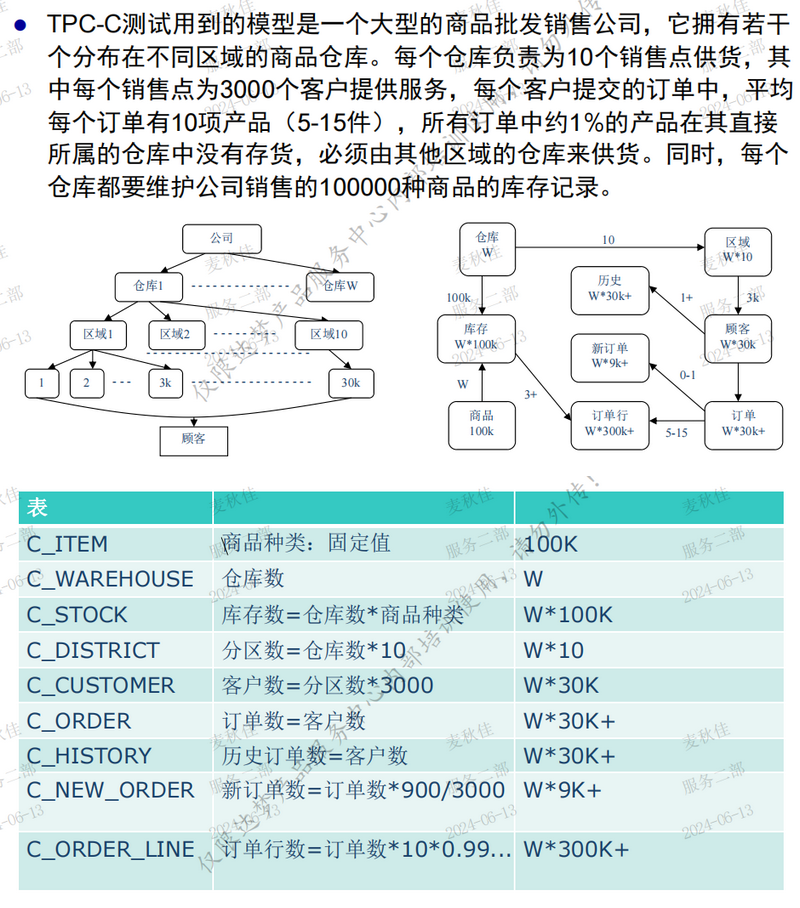 TPC-C测试用到的模型是一个大型的商品批发销售公司，它拥有若干
个分布在不同区域的商品仓库。每个仓库负责为10个销售点供货，其
中每个销售点为3000个客户提供服务，每个客户提交的订单中，平均
每个订单有10项产品（5-15件），所有订单中约1%的产品在其直接
所属的仓库中没有存货，必须由其他区域的仓库来供货。同时，每个
仓库都要维护公司销售的100000种商品的库存记录。
公司
仓库1
仓库W
区域1
区域2
区域10
1
2
3k
30k
顾客
仓库
W
10
区域
W*10
历史
W*30k+
100k
1+
3k
库存
W*100k
顾客
W*30k
新订单
W*9k+
W
3+
0-1
商品
100k
订单行
W*300k+
5-15
订单
W*30k+
表
C_ITEM 商品种类：固定值 100K
C_WAREHOUSE 仓库数 W
C_STOCK 库存数=仓库数*商品种类 W*100K
C_DISTRICT 分区数=仓库数*10 W*10
C_CUSTOMER 客户数=分区数*3000 W*30K
C_ORDER 订单数=客户数 W*30K+
C_HISTORY 历史订单数=客户数 W*30K+
C_NEW_ORDER 新订单数=订单数*900/3000 W*9K+
C_ORDER_LINE 订单行数=订单数*10*0.99... W*300K+
仅限达梦产品服务中心内部培训使用，请勿外传！
麦秋佳
服务二部
2024-06-13